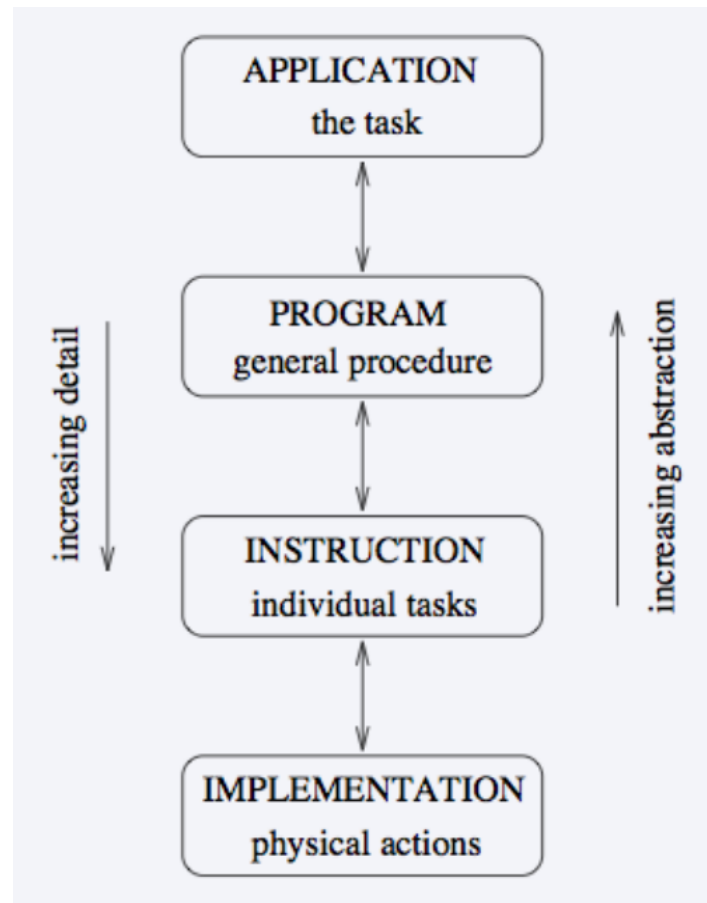 APPLICATION
the task
PROGRAM
general procedure
increasing detail
increasing abstraction
INSTRUCTION
individual tasks
IMPLEMENTATION
physical actions